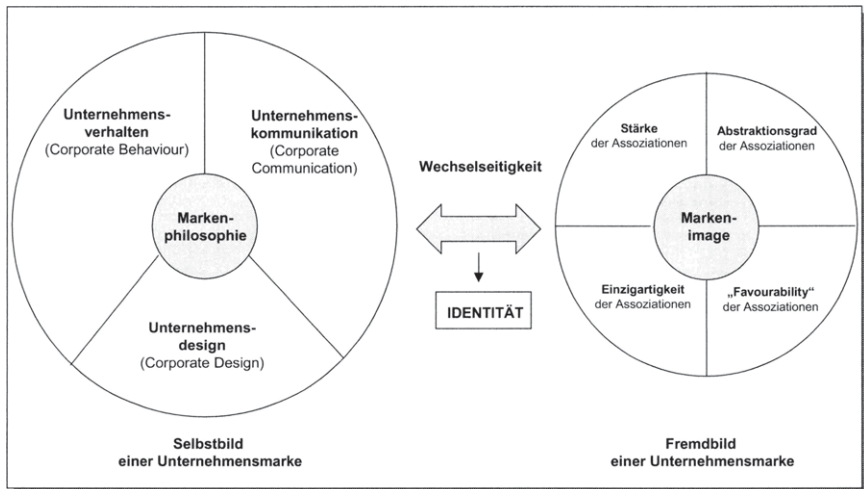 Unternehmens-
verhalten
(Corporate Behaviour)
Unternehmens-
kommunikation
(Corporate
Communication)
Marken-
philosophie
Unternehmens-
design
(Corporate Design)
Selbstbild
einer Unternehmensmarke
Wechselseitigkeit
IDENTITÄT
Stärke
der Assoziationen
Abstraktionsgrad
der Assoziationen
Marken-
image
Einzigartigkeit
der Assoziationen
„Favourability“
der Assoziationen
Fremdbild
einer Unternehmensmarke